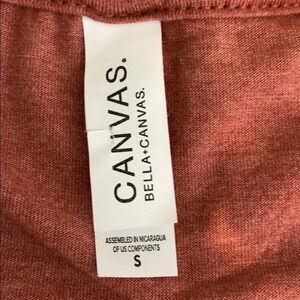 CANVAS.
BELLA+CANVAS.
ASSEMBLED IN NICARAGUA
OF US COMPONENTS
S